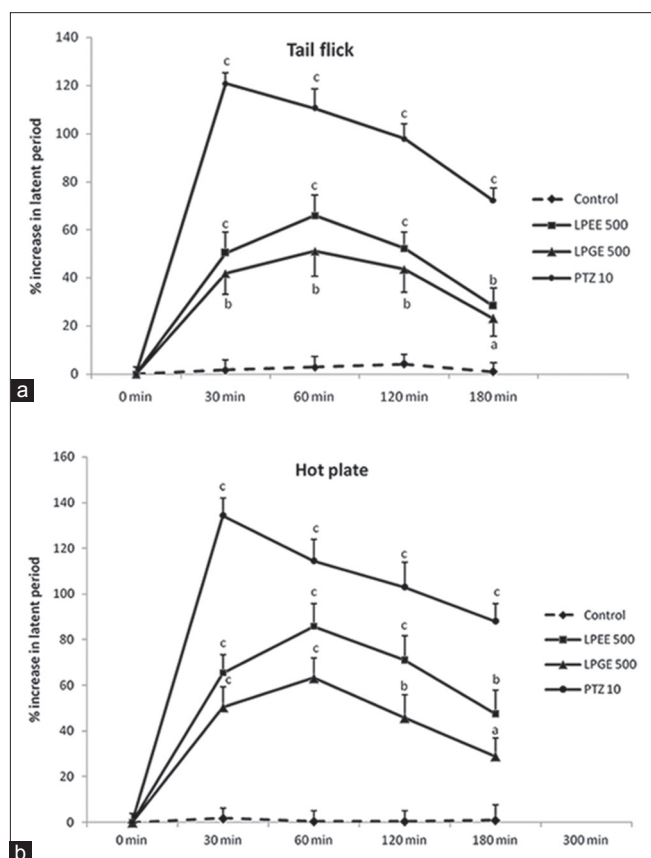 Tail flick
% increase in latent period
140
120
100
80
60
40
20
0
c
c
c
c
c
c
c
b
b
b
b
a
Control
LPEE 500
LPGE 500
PTZ 10
0 min
30 min
60 min
120 min
180 min
a
Hot plate
% increase in latent period
160
140
120
100
80
60
40
20
0
c
c
c
c
c
c
c
b
c
c
b
a
Control
LPEE 500
LPGE 500
PTZ 10
0 min
30 min
60 min
120 min
180 min
300 min
b